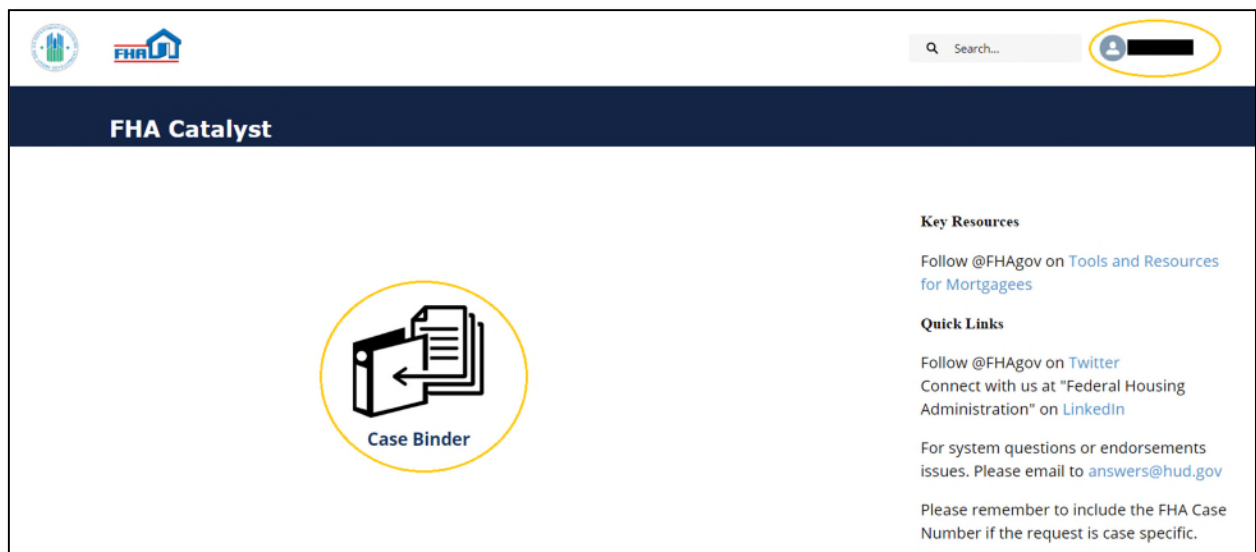 FHA
Search...
FHA Catalyst
Case Binder
Key Resources
Follow @FHAgov on Tools and Resources
for Mortgagees
Quick Links
Follow @FHAgov on Twitter
Connect with us at "Federal Housing
Administration" on LinkedIn
For system questions or endorsements
issues. Please email to answers@hud.gov
Please remember to include the FHA Case
Number if the request is case specific.